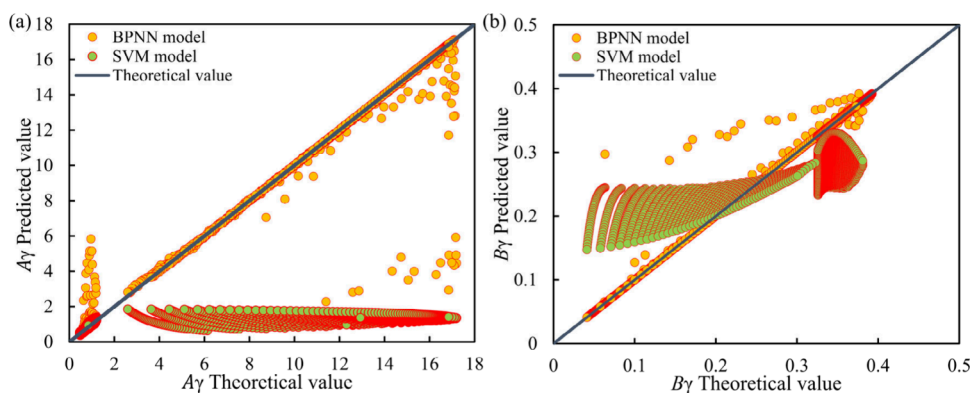 (a)
18
16
14
12
10
8
6
4
2
0
Aγ Predicted value
BPNN model
SVM model
Theoretical value
0 2 4 6 8 10 12 14 16 18
Aγ Thcorctical valuc
(b)
0.5
0.4
0.3
0.2
0.1
0
Bγ Predicted value
BPNN model
SVM model
Theoretical value
0 0.1 0.2 0.3 0.4 0.5
Bγ Theoretical value